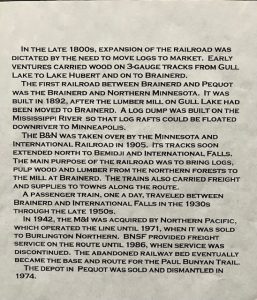 In the late 1800s, expansion of the railroad was
dictated by the need to move logs to market. Early
ventures carried wood on 3-gauge tracks from Gull
Lake to Lake Hubert and on to Brainerd.
The first railroad between Brainerd and Pequot
was the Brainerd and Northern Minnesota. It was
built in 1892, after the lumber mill on Gull Lake had
been moved to Brainerd. A log dump was built on the
Mississippi River so that log rafts could be floated
downriver to Minneapolis.
The B&N was taken over by the Minnesota and
International Railroad in 1905. Its tracks soon
extended north to Bemidji and International Falls.
The main purpose of the railroad was to bring logs,
pulp wood and lumber from the northern forests to
the mill at Brainerd. The trains also carried freight
and supplies to towns along the route.
A passenger train, one a day, traveled between
Brainerd and International Falls in the 1930s
through the late 1950s.
In 1942, the M&I was acquired by Northern Pacific,
which operated the line until 1971, when it was sold
to Burlington Northern. BNSF provided freight
service on the route until 1986, when service was
discontinued. The abandoned railway bed eventually
became the base and route for the Paul Bunyan Trail.
The depot in Pequot was sold and dismantled in
1974.